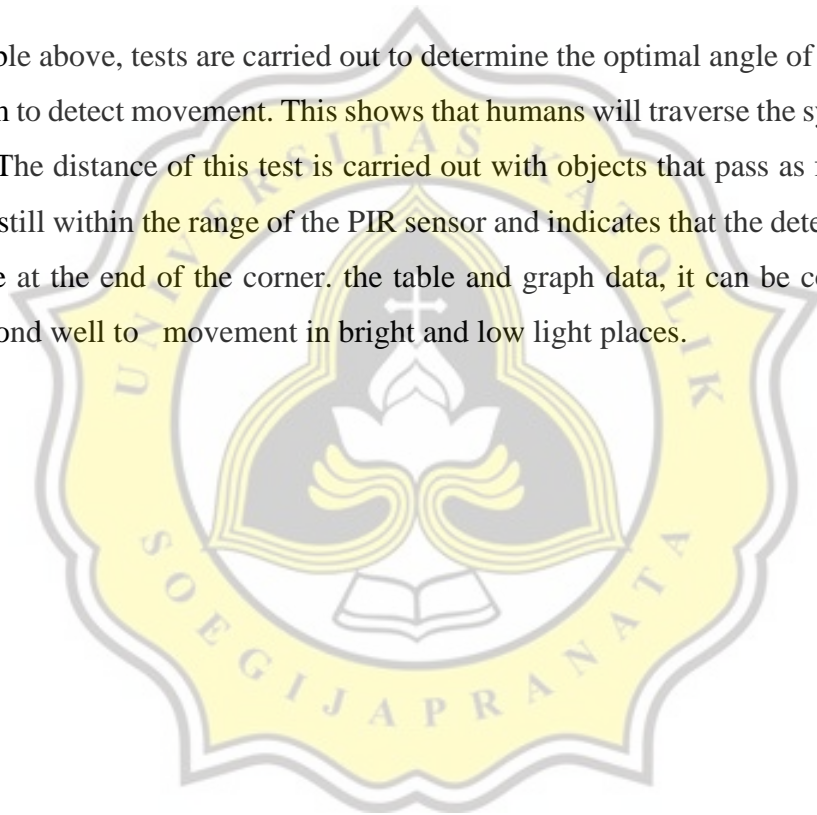 ble above, tests are carried out to determine the optimal angle of
n to detect movement. This shows that humans will traverse the sy
The distance of this test is carried out with objects that pass as
still within the range of the PIR sensor and indicates that the dete
e at the end of the corner. the table and graph data, it can be c
ond well to movement in bright and low light places.
UNIVERSITAS KATOLIK
SOEGIJAPRANATA